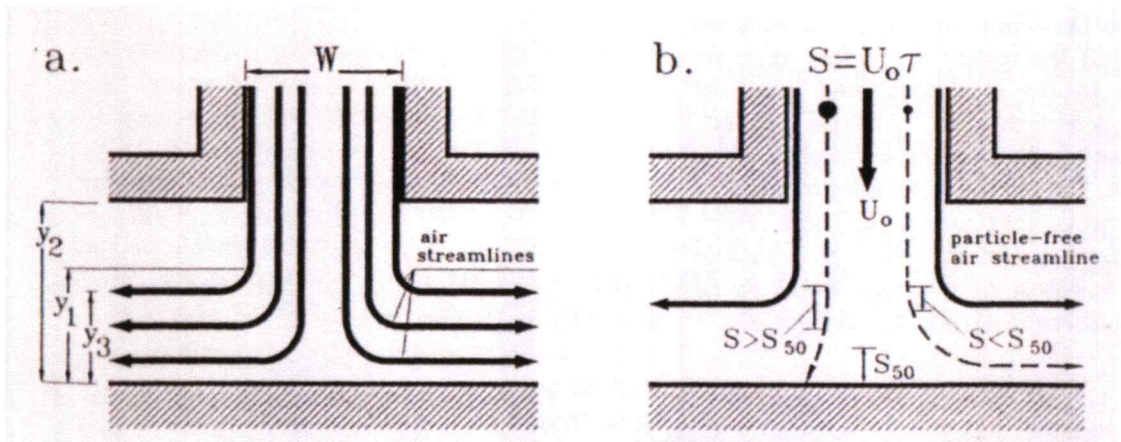 a.
W
y₂
y₁
y₃
air
streamlines
b.
S=U₀τ
U₀
particle-free
air streamline
S>S₅₀
S<S₅₀
S₅₀